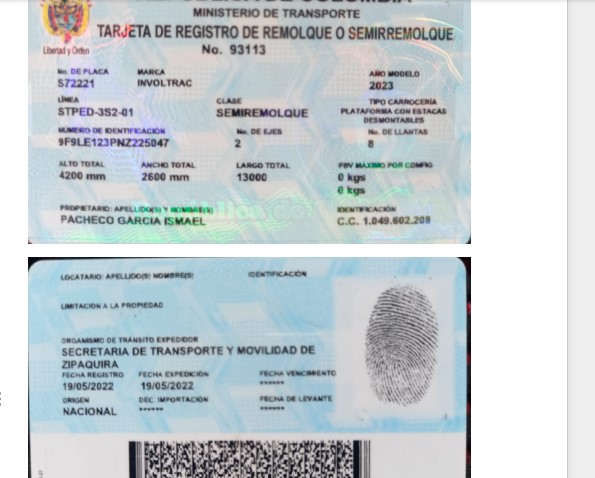 REPÚBLICA DE COLOMBIA
MINISTERIO DE TRANSPORTE
TARJETA DE REGISTRO DE REMOLQUE O SEMIRREMOLQUE
Libertad y Orden
No. 93113
No. DE PLACA MARCA AÑO MODELO
S72221 INVOLTRAC 2023
LÍNEA CLASE TIPO CARROCERÍA
STPED-3S2-01 SEMIREMOLQUE PLATAFORMA CON ESTACAS
DESMONTABLES
NUMERO DE IDENTIFICACIÓN No. DE EJES No. DE LLANTAS
9F9LE123PNZ225047 2 8
ALTO TOTAL ANCHO TOTAL LARGO TOTAL PBV MÁXIMO POR CONFIG
4200 mm 2600 mm 13000 0 kgs
0 kgs
PROPIETARIO: APELLIDO(S) Y NOMBRE(S) IDENTIFICACIÓN
PACHECO GARCIA ISMAEL C.C. 1.049.602.208
LOCATARIO: APELLIDO(S) NOMBRE(S) IDENTIFICACIÓN
LIMITACION A LA PROPIEDAD
ORGANISMO DE TRÁNSITO EXPEDIDOR
SECRETARIA DE TRANSPORTE Y MOVILIDAD DE
ZIPAQUIRA
FECHA REGISTRO FECHA EXPEDICIÓN FECHA VENCIMIENTO
19/05/2022 19/05/2022 ******
ORIGEN DEC. IMPORTACIÓN FECHA DE LEVANTE
NACIONAL ****** ******